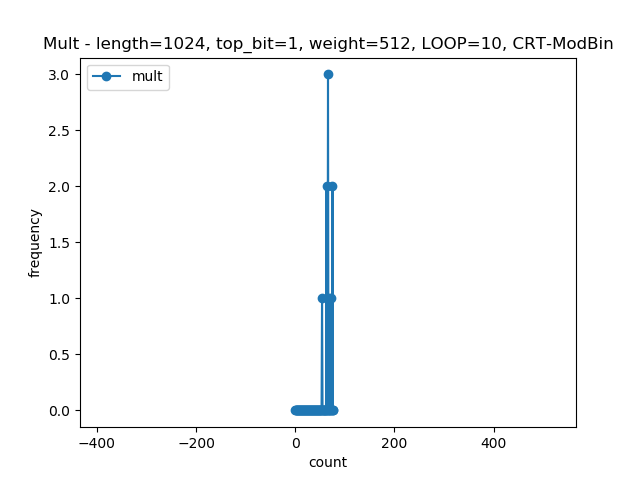 Mult - length=1024, top_bit=1, weight=512, LOOP=10, CRT-ModBin
mult
3.0
2.5
2.0
1.5
1.0
0.5
0.0
frequency
−400 −200 0 200 400
count